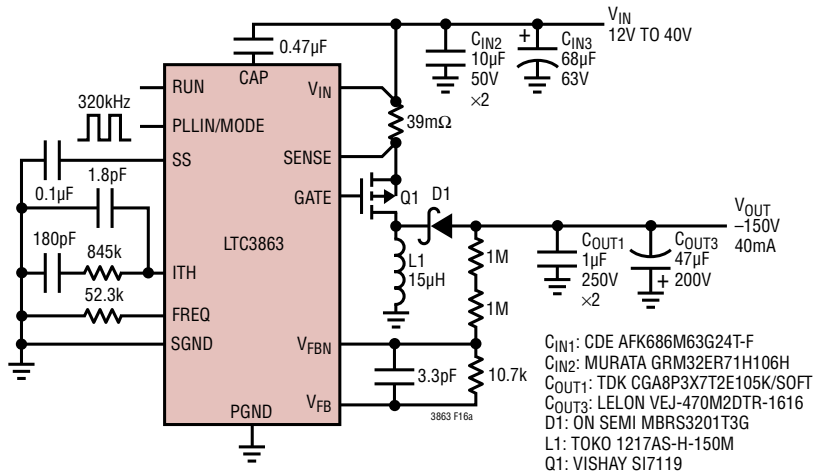 V_IN
12V TO 40V
0.47µF
C_IN2
10µF
50V
×2
+
C_IN3
68µF
63V
CAP
RUN
V_IN
320kHz
PLLIN/MODE
39mΩ
SS
SENSE
0.1µF
1.8pF
GATE
Q1
D1
LTC3863
V_OUT
–150V
40mA
180pF
845k
ITH
L1
15µH
1M
1M
C_OUT1
1µF
250V
×2
C_OUT3
47µF
200V
+
52.3k
FREQ
SGND
V_FBN
3.3pF
10.7k
V_FB
PGND
3863 F16a
C_IN1: CDE AFK686M63G24T-F
C_IN2: MURATA GRM32ER71H106H
C_OUT1: TDK CGA8P3X7T2E105K/SOFT
C_OUT3: LELON VEJ-470M2DTR-1616
D1: ON SEMI MBRS3201T3G
L1: TOKO 1217AS-H-150M
Q1: VISHAY SI7119